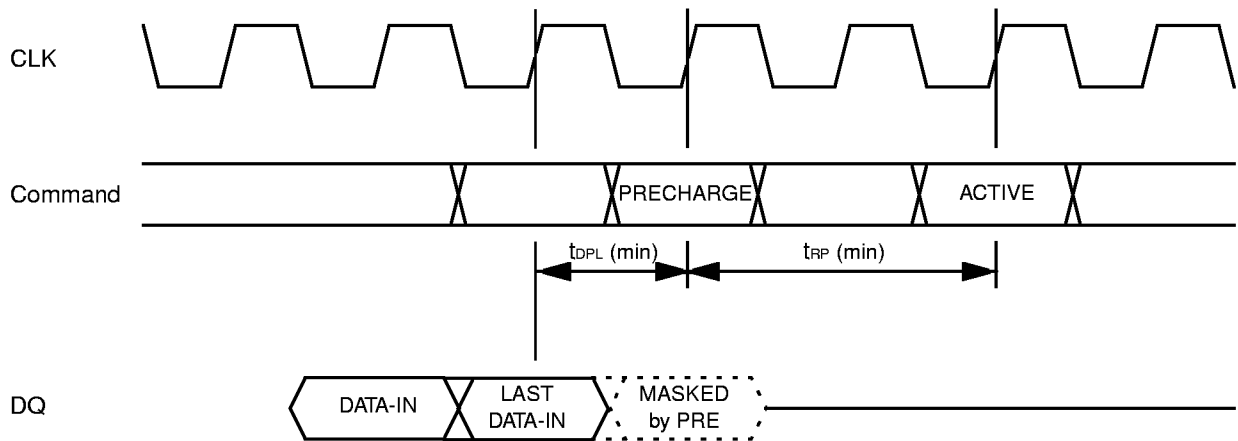 CLK
Command
PRECHARGE
ACTIVE
tDPL (min)
tRP (min)
DQ
DATA-IN
LAST
DATA-IN
MASKED
by PRE